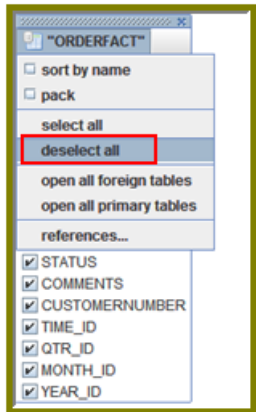 "ORDERFACT"
sort by name
pack
select all
deselect all
open all foreign tables
open all primary tables
references...
STATUS
COMMENTS
CUSTOMERNUMBER
TIME_ID
QTR_ID
MONTH_ID
YEAR_ID